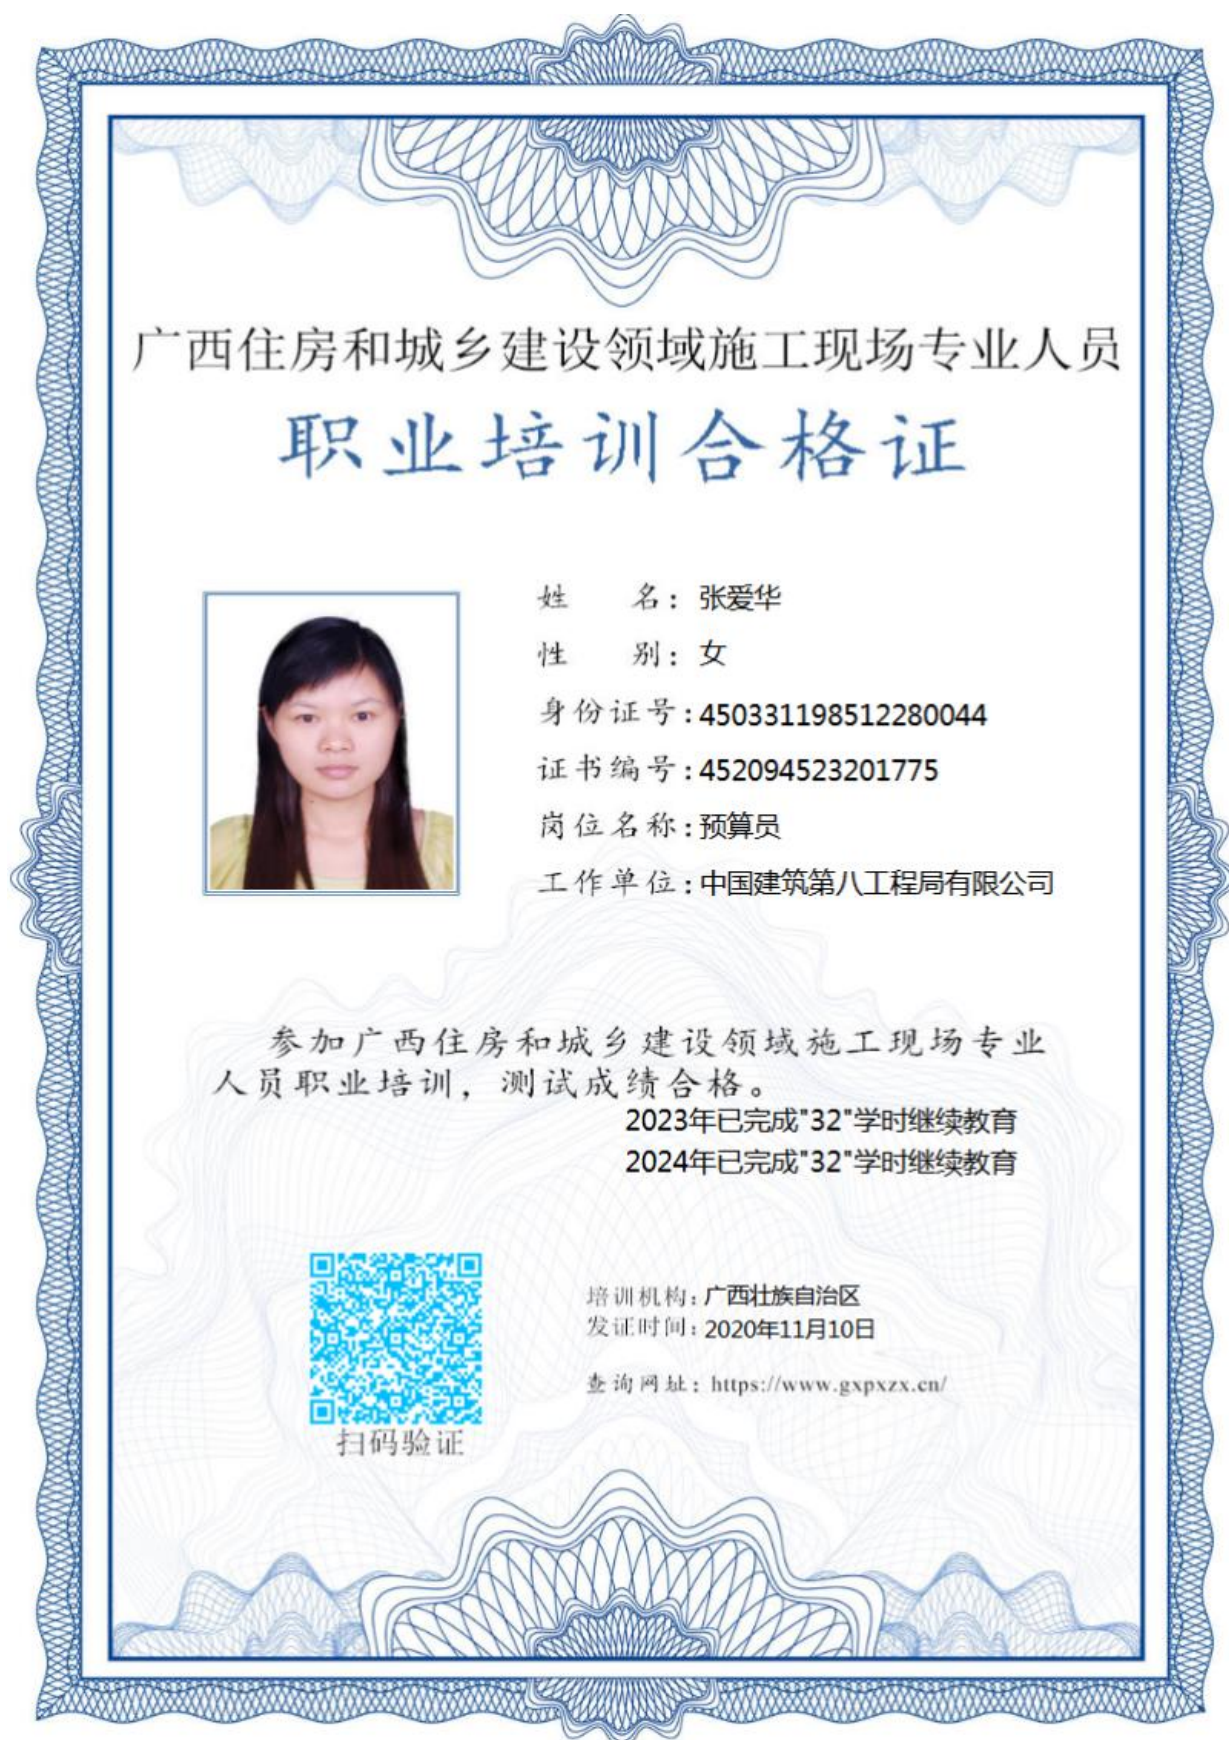 广西住房和城乡建设领域施工现场专业人员
职业培训合格证
姓 名：张爱华
性 别：女
身份证号：450331198512280044
证书编号：452094523201775
岗位名称：预算员
工作单位：中国建筑第八工程局有限公司
参加广西住房和城乡建设领域施工现场专业
人员职业培训，测试成绩合格。
2023年已完成"32"学时继续教育
2024年已完成"32"学时继续教育
培训机构：广西壮族自治区
发证时间：2020年11月10日
查询网址：https://www.gxpxzx.cn/
扫码验证